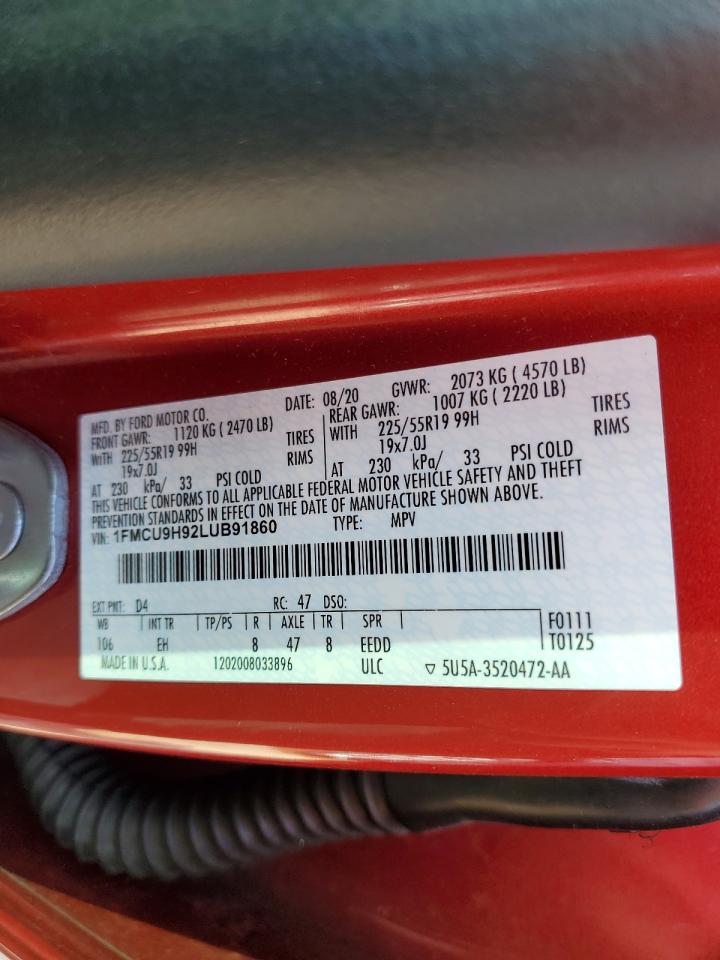 MFD. BY FORD MOTOR CO. DATE: 08/20 GVWR: 2073 KG ( 4570 LB)
FRONT GAWR: 1120 KG ( 2470 LB) REAR GAWR: 1007 KG ( 2220 LB)
WITH 225/55R19 99H TIRES WITH 225/55R19 99H TIRES
19x7.0J RIMS 19x7.0J RIMS
AT 230 kPa/ 33 PSI COLD AT 230 kPa/ 33 PSI COLD
THIS VEHICLE CONFORMS TO ALL APPLICABLE FEDERAL MOTOR VEHICLE SAFETY AND THEFT
PREVENTION STANDARDS IN EFFECT ON THE DATE OF MANUFACTURE SHOWN ABOVE.
VIN: 1FMCU9H92LUB91860 TYPE: MPV
EXT PNT: D4 RC: 47 DSO:
WB INT TR TP/PS R AXLE TR SPR F0111
106 EH 8 47 8 EEDD T0125
MADE IN U.S.A. 1202008033896 ULC ▽ 5U5A-3520472-AA